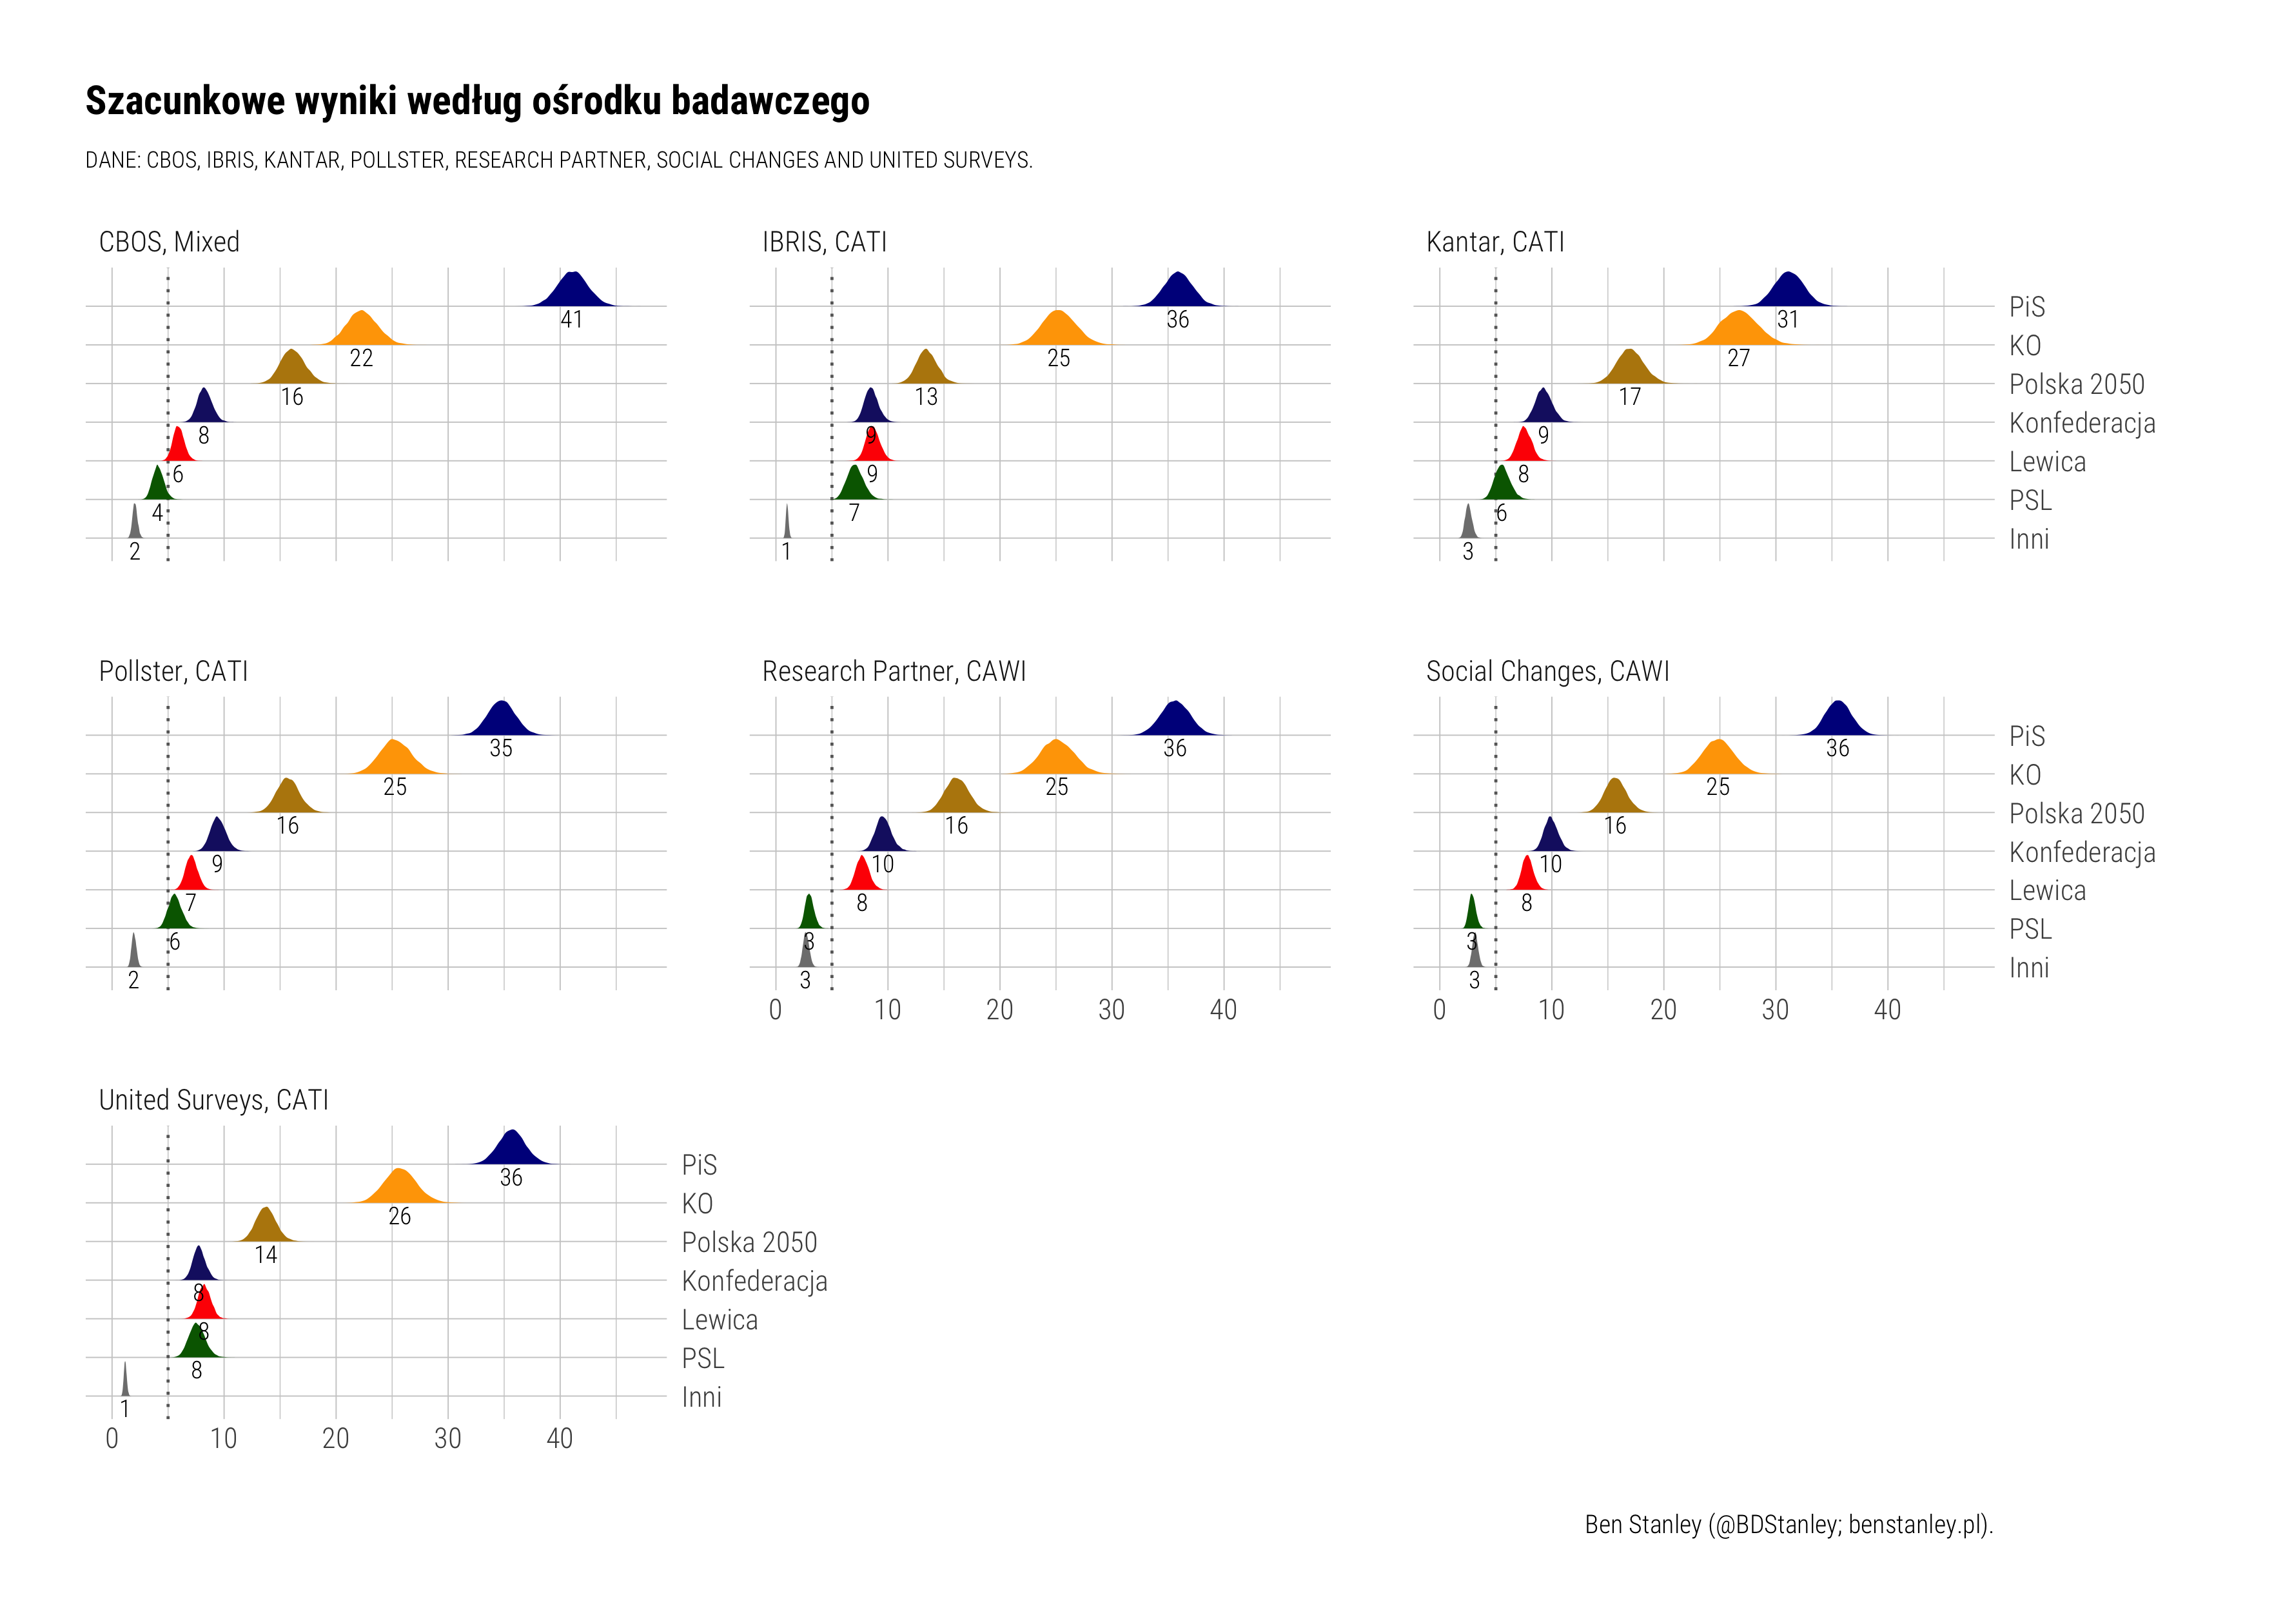 Szacunkowe wyniki według ośrodku badawczego
DANE: CBOS, IBRIS, KANTAR, POLLSTER, RESEARCH PARTNER, SOCIAL CHANGES AND UNITED SURVEYS.
CBOS, Mixed
41
22
16
8
6
4
2
IBRIS, CATI
36
25
13
9
9
7
1
Kantar, CATI
31
27
17
9
8
6
3
PiS
KO
Polska 2050
Konfederacja
Lewica
PSL
Inni
Pollster, CATI
35
25
16
9
7
6
2
Research Partner, CAWI
36
25
16
10
8
3
3
0 10 20 30 40
Social Changes, CAWI
36
25
16
10
8
3
3
PiS
KO
Polska 2050
Konfederacja
Lewica
PSL
Inni
0 10 20 30 40
United Surveys, CATI
36
26
14
8
8
8
1
PiS
KO
Polska 2050
Konfederacja
Lewica
PSL
Inni
0 10 20 30 40
Ben Stanley (@BDStanley; benstanley.pl).